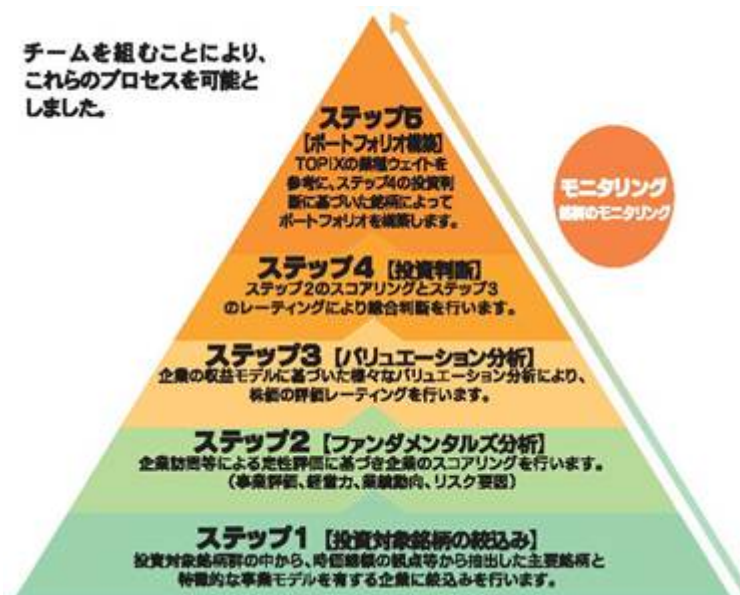 チームを組むことにより、
これらのプロセスを可能と
しました。
ステップ5
【ポートフォリオ構築】
TOPIXの業種ウェイトを
参考に、ステップ4の投資判
断に基づいた銘柄によって
ポートフォリオを構築します。
モニタリング
銘柄のモニタリング
ステップ4【投資判断】
ステップ2のスコアリングとステップ3
のレーティングにより総合判断を行います。
ステップ3【バリュエーション分析】
企業の収益モデルに基づいた様々なバリュエーション分析により、
株価の評価レーティングを行います。
ステップ2【ファンダメンタルズ分析】
企業訪問等による定性評価に基づき企業のスコアリングを行います。
（事業評価、経営力、業績動向、リスク要因）
ステップ1【投資対象銘柄の絞込み】
投資対象銘柄群の中から、時価総額の観点等から抽出した主要銘柄と
特徴的な事業モデルを有する企業に絞込みを行います。